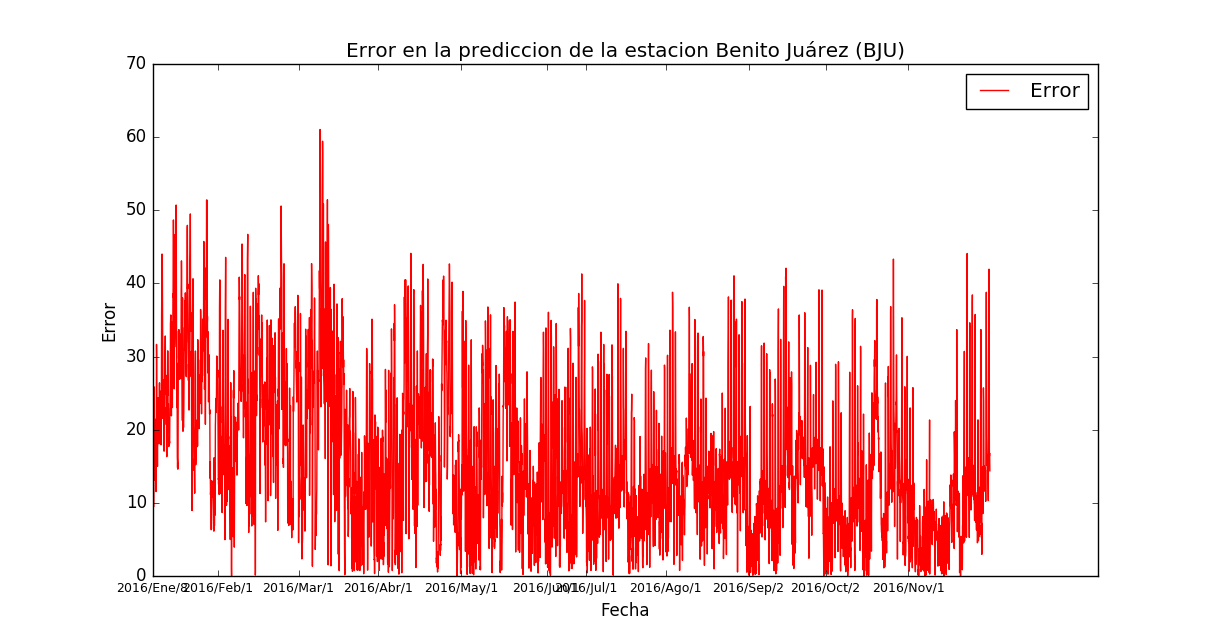 Error en la prediccion de la estacion Benito Juárez (BJU)
Error
70
60
50
40
30
20
10
0
Error
2016/Ene/8 2016/Feb/1 2016/Mar/1 2016/Abr/1 2016/May/1 2016/Jun/1 2016/Jul/1 2016/Ago/1 2016/Sep/2 2016/Oct/2 2016/Nov/1
Fecha